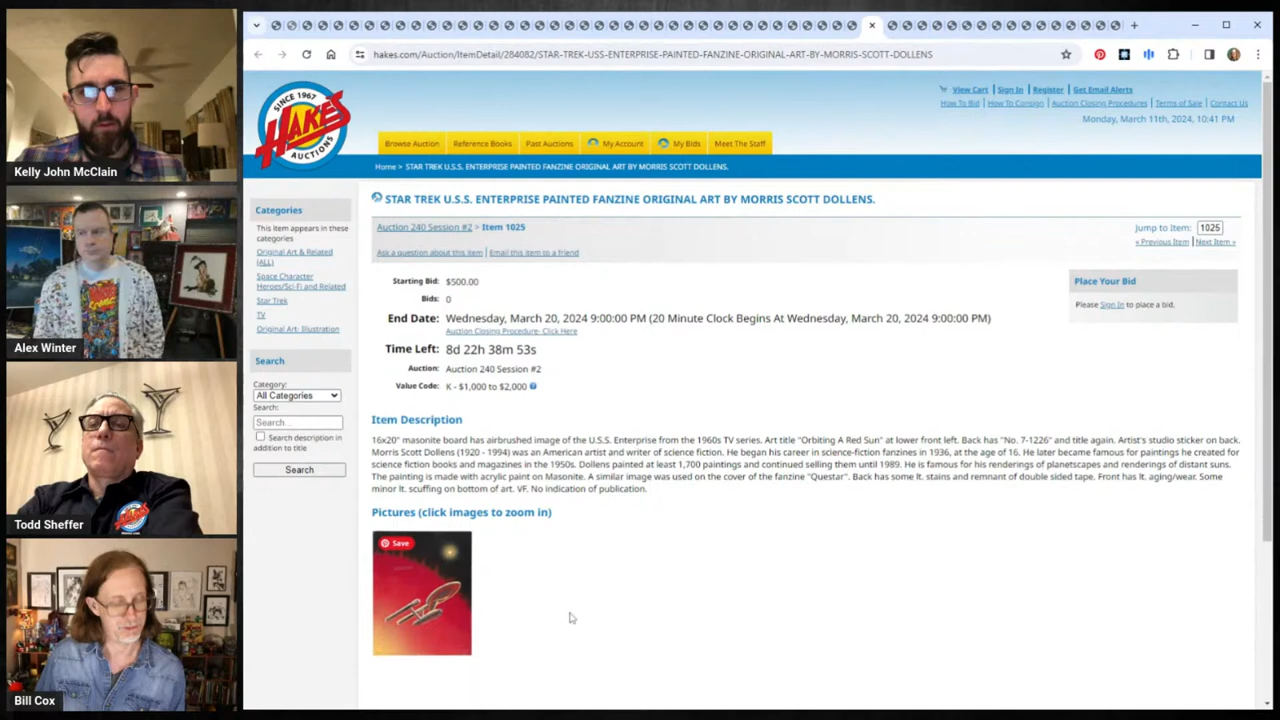 Kelly John McClain
Alex Winter
Todd Sheffer
Bill Cox
hakes.com/Auction/ItemDetail/284082/STAR-TREK-USS-ENTERPRISE-PAINTED-FANZINE-ORIGINAL-ART-BY-MORRIS-SCOTT-DOLLENS
SINCE 1967
HAKE'S
AUCTIONS
View Cart | Sign In | Register | Get Email Alerts
How To Bid | How To Consign | Auction Closing Procedures | Terms of Sale | Contact Us
Monday, March 11th, 2024, 10:41 PM
Browse Auction Reference Books Past Auctions My Account My Bids Meet The Staff
Home > STAR TREK U.S.S. ENTERPRISE PAINTED FANZINE ORIGINAL ART BY MORRIS SCOTT DOLLENS.
Categories
This item appears in these
categories
Original Art & Related
(ALL)
Space Character
Heroes/Sci-Fi and Related
Star Trek
TV
Original Art: Illustration
Search
Category:
All Categories
Search:
Search...
Search description in
addition to title
Search
STAR TREK U.S.S. ENTERPRISE PAINTED FANZINE ORIGINAL ART BY MORRIS SCOTT DOLLENS.
Auction 240 Session #2 > Item 1025
Jump to Item: 1025
« Previous Item | Next Item »
Ask a question about this item | Email this item to a friend
Starting Bid: $500.00
Bids: 0
End Date: Wednesday, March 20, 2024 9:00:00 PM (20 Minute Clock Begins At Wednesday, March 20, 2024 9:00:00 PM)
Auction Closing Procedure: Click Here
Time Left: 8d 22h 38m 53s
Auction: Auction 240 Session #2
Value Code: K - $1,000 to $2,000
Place Your Bid
Please Sign In to place a bid.
Item Description
16x20" masonite board has airbrushed image of the U.S.S. Enterprise from the 1960s TV series. Art title "Orbiting A Red Sun" at lower front left. Back has "No. 7-1226" and title again. Artist's studio sticker on back.
Morris Scott Dollens (1920 - 1994) was an American artist and writer of science fiction. He began his career in science-fiction fanzines in 1936, at the age of 16. He later became famous for paintings he created for
science fiction books and magazines in the 1950s. Dollens painted at least 1,700 paintings and continued selling them until 1989. He is famous for his renderings of planetscapes and renderings of distant suns.
The painting is made with acrylic paint on Masonite. A similar image was used on the cover of the fanzine "Questar". Back has some lt. stains and remnant of double sided tape. Front has lt. aging/wear. Some
minor lt. scuffing on bottom of art. VF. No indication of publication.
Pictures (click images to zoom in)
Save